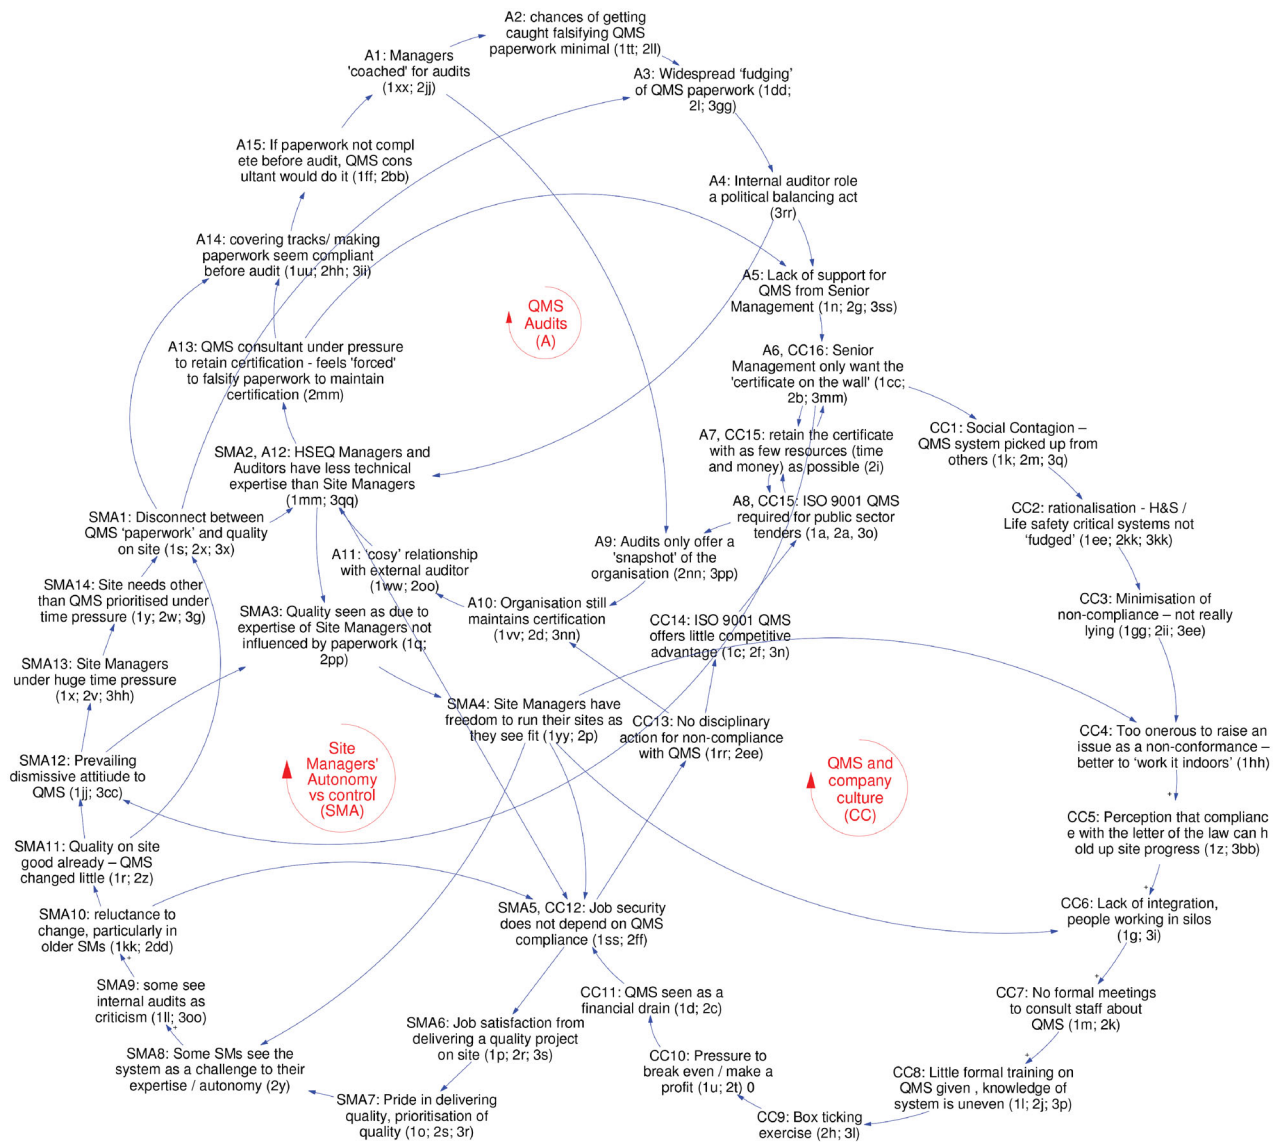 A2: chances of getting
caught falsifying QMS
paperwork minimal (1tt; 2ll)
A1: Managers
'coached' for audits
(1xx; 2jj)
A3: Widespread ‘fudging’
of QMS paperwork (1dd;
2l; 3gg)
A15: If paperwork not compl
ete before audit, QMS cons
ultant would do it (1ff; 2bb)
A4: Internal auditor role
a political balancing act
(3rr)
A14: covering tracks/ making
paperwork seem compliant
before audit (1uu; 2hh; 3ii)
A5: Lack of support for
QMS from Senior
Management (1n; 2g; 3ss)
QMS
Audits
(A)
A13: QMS consultant under pressure
to retain certification - feels 'forced'
to falsify paperwork to maintain
certification (2mm)
A6, CC16: Senior
Management only want the
'certificate on the wall' (1cc;
2b; 3mm)
CC1: Social Contagion –
QMS system picked up from
others (1k; 2m; 3q)
A7, CC15: retain the certificate
with as few resources (time
and money) as possible (2i)
SMA2, A12: HSEQ Managers and
Auditors have less technical
expertise than Site Managers
(1mm; 3qq)
A8, CC15: ISO 9001 QMS
required for public sector
tenders (1a, 2a, 3o)
CC2: rationalisation - H&S /
Life safety critical systems not
‘fudged’ (1ee; 2kk; 3kk)
SMA1: Disconnect between
QMS ‘paperwork’ and quality
on site (1s; 2x; 3x)
A9: Audits only offer a
'snapshot' of the
organisation (2nn; 3pp)
A11: 'cosy' relationship
with external auditor
(1ww; 2oo)
SMA14: Site needs other
than QMS prioritised under
time pressure (1y; 2w; 3g)
A10: Organisation still
maintains certification
(1vv; 2d; 3nn)
CC3: Minimisation of
non-compliance – not really
lying (1gg; 2ii; 3ee)
SMA3: Quality seen as due to
expertise of Site Managers not
influenced by paperwork (1q;
2pp)
CC14: ISO 9001 QMS
offers little competitive
advantage (1c; 2f; 3n)
SMA13: Site Managers
under huge time pressure
(1x; 2v; 3hh)
SMA4: Site Managers have
freedom to run their sites as
they see fit (1yy; 2p)
CC13: No disciplinary
action for non-compliance
with QMS (1rr; 2ee)
CC4: Too onerous to raise an
issue as a non-conformance –
better to ‘work it indoors’ (1hh)
Site
Managers'
Autonomy
vs control
(SMA)
QMS and
company
culture
(CC)
SMA12: Prevailing
dismissive attitiude to
QMS (1jj; 3cc)
+
CC5: Perception that complianc
e with the letter of the law can h
old up site progress (1z; 3bb)
SMA11: Quality on site
good already – QMS
changed little (1r; 2z)
+
CC6: Lack of integration,
people working in silos
(1g; 3i)
SMA10: reluctance to
change, particularly in
older SMs (1kk; 2dd)
+
SMA5, CC12: Job security
does not depend on QMS
compliance (1ss; 2ff)
+
CC7: No formal meetings
to consult staff about
QMS (1m; 2k)
SMA9: some see
internal audits as
criticism (1ll; 3oo)
+
CC11: QMS seen as a
financial drain (1d; 2c)
SMA6: Job satisfaction from
delivering a quality project
on site (1p; 2r; 3s)
SMA8: Some SMs see the
system as a challenge to their
expertise / autonomy (2y)
CC10: Pressure to
break even / make a
profit (1u; 2t) 0
+
CC8: Little formal training on
QMS given , knowledge of
system is uneven (1l; 2j; 3p)
SMA7: Pride in delivering
quality, prioritisation of
quality (1o; 2s; 3r)
CC9: Box ticking
exercise (2h; 3l)